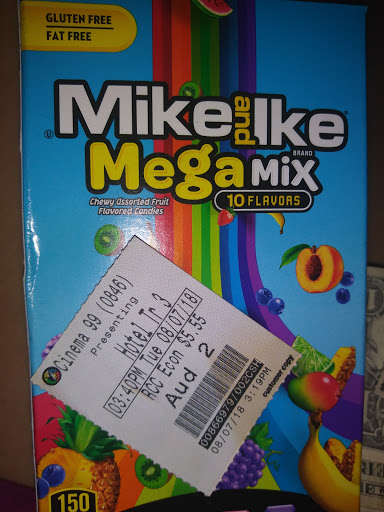 GLUTEN FREE
FAT FREE
Mike and Ike
BRAND
Mega MIX
10 FLAVORS
Chewy Assorted Fruit
Flavored Candies
Cinema 99 (0846)
Presenting
Hotel Tr 3
03:40PM Tue 08/07/18
RCC Econ $5.55
Aud 2
08/07/18 3:19PM
customer copy
150